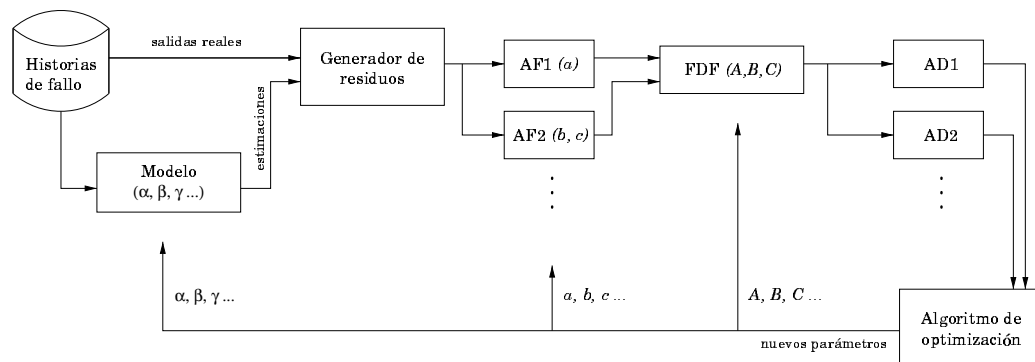 Historias
de fallo
salidas reales
estimaciones
Modelo
(α, β, γ ...)
Generador de
residuos
AF1 (a)
AF2 (b, c)
FDF (A,B,C)
AD1
AD2
α, β, γ ...
a, b, c ...
A, B, C ...
nuevos parámetros
Algoritmo de
optimización